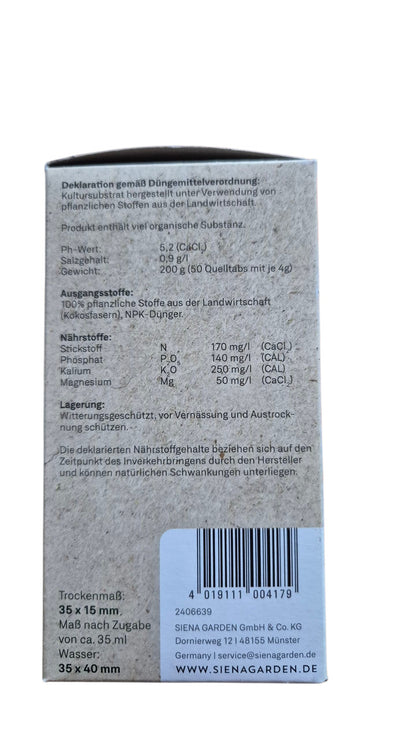 Deklaration gemäß Düngemittelverordnung:
Kultursubstrat hergestellt unter Verwendung von
pflanzlichen Stoffen aus der Landwirtschaft.
Produkt enthält viel organische Substanz.
Ph-Wert: 5,2 (CaCl₂)
Salzgehalt: 0,9 g/l
Gewicht: 200 g (50 Quelltabs mit je 4g)
Ausgangsstoffe:
100% pflanzliche Stoffe aus der Landwirtschaft
(Kokosfasern), NPK-Dünger.
Nährstoffe:
Stickstoff N 170 mg/l (CaCl₂)
Phosphat P₂O₅ 140 mg/l (CAL)
Kalium K₂O 250 mg/l (CAL)
Magnesium Mg 50 mg/l (CaCl₂)
Lagerung:
Witterungsgeschützt, vor Vernässung und Austrock-
nung schützen.
Die deklarierten Nährstoffgehalte beziehen sich auf den
Zeitpunkt des Inverkehrbringens durch den Hersteller
und können natürlichen Schwankungen unterliegen.
Trockenmaß:
35 x 15 mm
Maß nach Zugabe
von ca. 35 ml
Wasser:
35 x 40 mm
4 019111 004179
2406639
SIENA GARDEN GmbH & Co. KG
Dornierweg 12 | 48155 Münster
Germany | service@sienagarden.de
WWW.SIENAGARDEN.DE